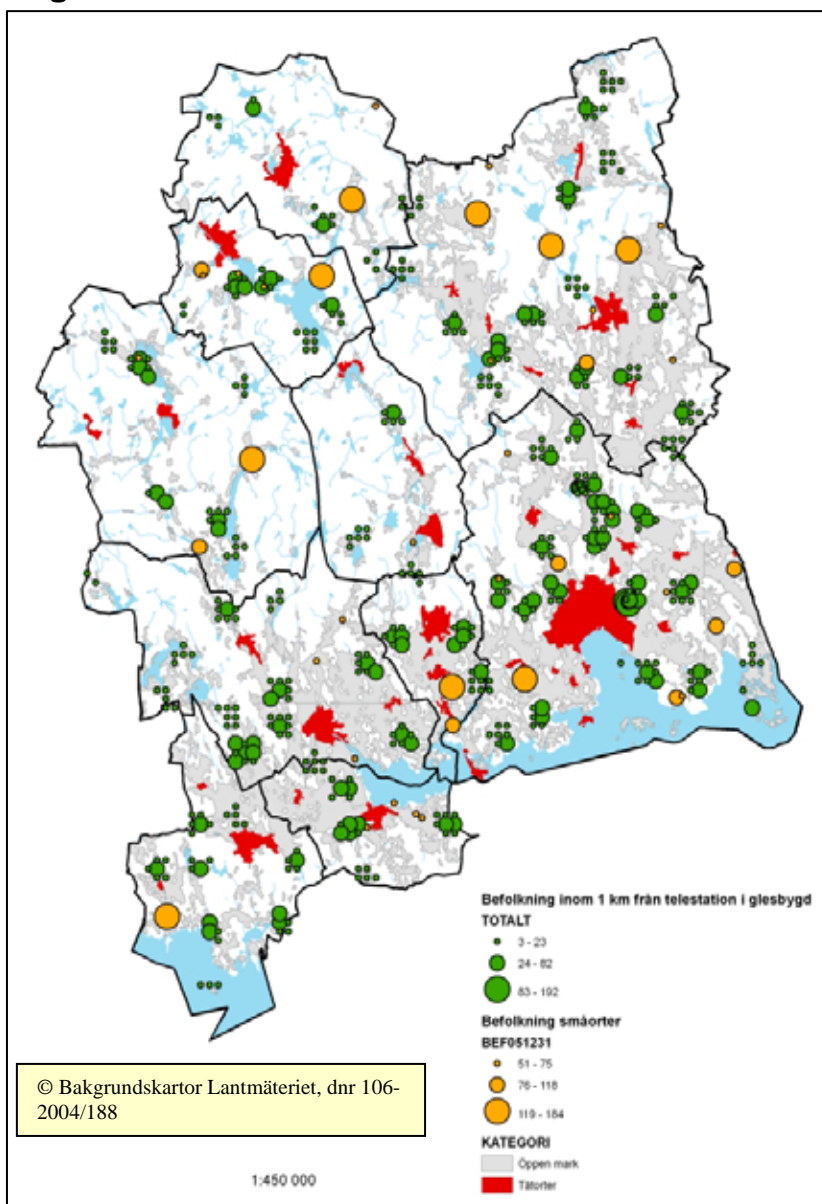 Befolkning inom 1 km från telestation i glesbygd
TOTALT
3 - 23
24 - 82
83 - 192
Befolkning småorter
BEF051231
51 - 75
76 - 118
119 - 184
KATEGORI
Öppen mark
Tätorter
© Bakgrundskartor Lantmäteriet, dnr 106-
2004/188
1:450 000